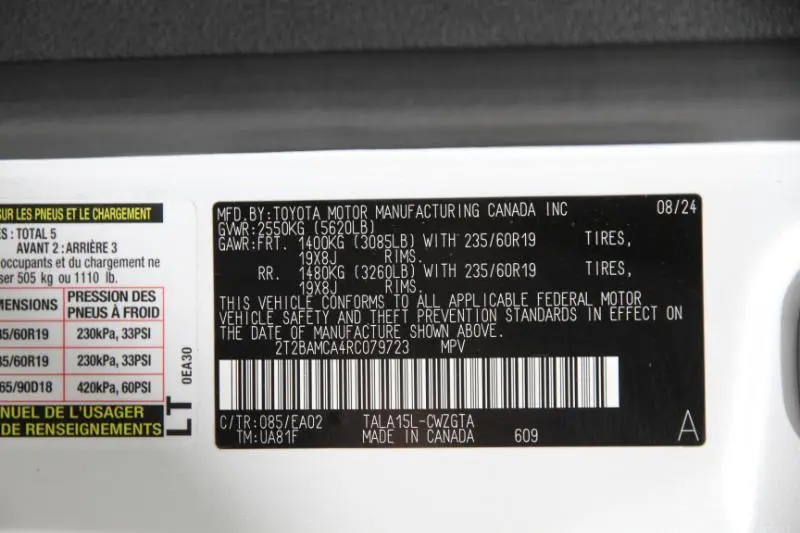 SUR LES PNEUS ET LE CHARGEMENT
: TOTAL 5
AVANT 2 : ARRIÈRE 3
occupants et du chargement ne
ser 505 kg ou 1110 lb.
MENSIONS PRESSION DES PNEUS À FROID
5/60R19 230kPa, 33PSI
5/60R19 230kPa, 33PSI
65/90D18 420kPa, 60PSI
NUEL DE L'USAGER
DE RENSEIGNEMENTS
0EA30
LT
MFD.BY:TOYOTA MOTOR MANUFACTURING CANADA INC 08/24
GVWR:2550KG (5620LB)
GAWR:FRT. 1400KG (3085LB) WITH 235/60R19 TIRES,
19X8J RIMS.
RR. 1480KG (3260LB) WITH 235/60R19 TIRES,
19X8J RIMS.
THIS VEHICLE CONFORMS TO ALL APPLICABLE FEDERAL MOTOR
VEHICLE SAFETY AND THEFT PREVENTION STANDARDS IN EFFECT ON
THE DATE OF MANUFACTURE SHOWN ABOVE.
2T2BAMCA4RC079723 MPV
C/TR:085/EA02 TALA15L-CWZGTA
TM:UA81F MADE IN CANADA 609
A